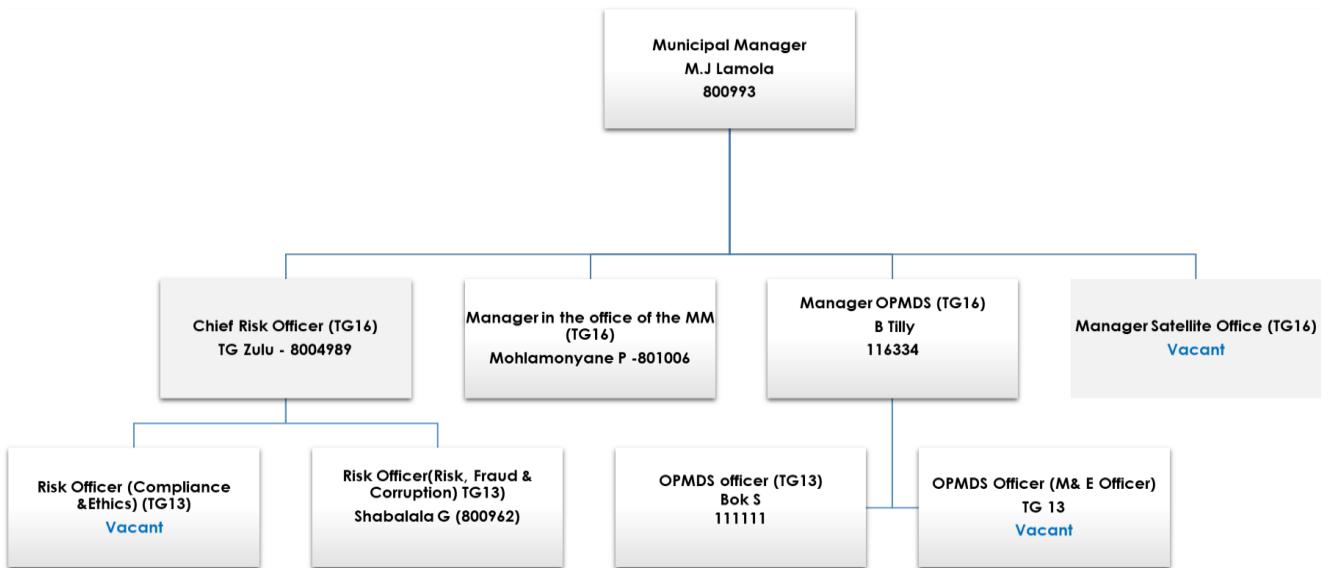 Municipal Manager
M.J Lamola
800993
Chief Risk Officer (TG16)
TG Zulu - 8004989
Manager in the office of the MM
(TG16)
Mohlamonyane P -801006
Manager OPMDS (TG16)
B Tilly
116334
Manager Satellite Office (TG16)
Vacant
Risk Officer (Compliance
&Ethics) (TG13)
Vacant
Risk Officer(Risk, Fraud &
Corruption) TG13)
Shabalala G (800962)
OPMDS officer (TG13)
Bok S
111111
OPMDS Officer (M& E Officer)
TG 13
Vacant